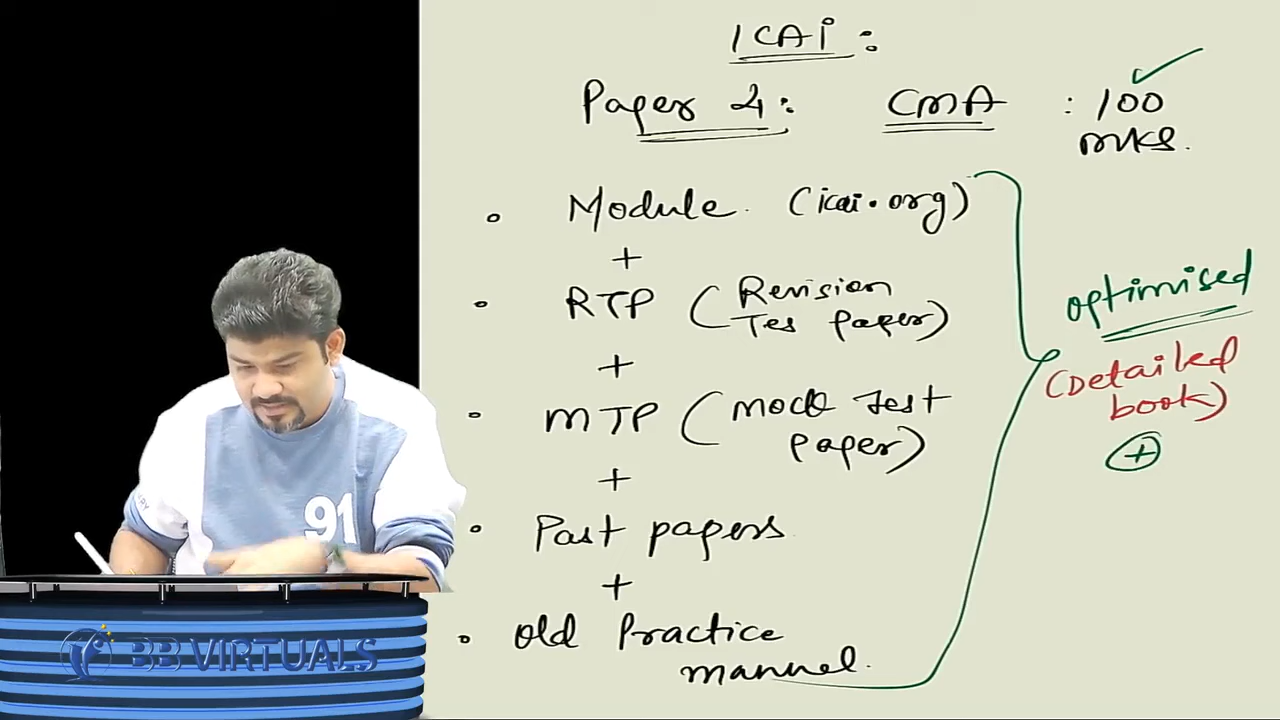 ICAI :
Paper 4 : CMA : 100
mks.
• Module. (icai.org)
+
• RTP (Revision
Tes paper)
+
• MTP (Mock Test
paper)
+
• Past papers
+
• Old Practice
mannel.
optimised
(Detailed
book)
+
91
BB VIRTUALS